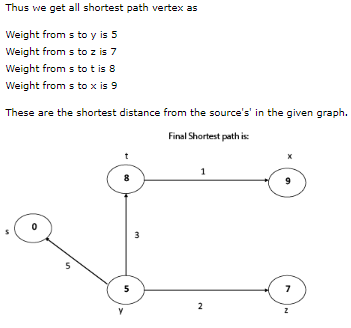 Thus we get all shortest path vertex as
Weight from s to y is 5
Weight from s to z is 7
Weight from s to t is 8
Weight from s to x is 9
These are the shortest distance from the source's' in the given graph.
Final Shortest path is:
t
x
1
8
9
s
0
3
5
5
7
2
y
z